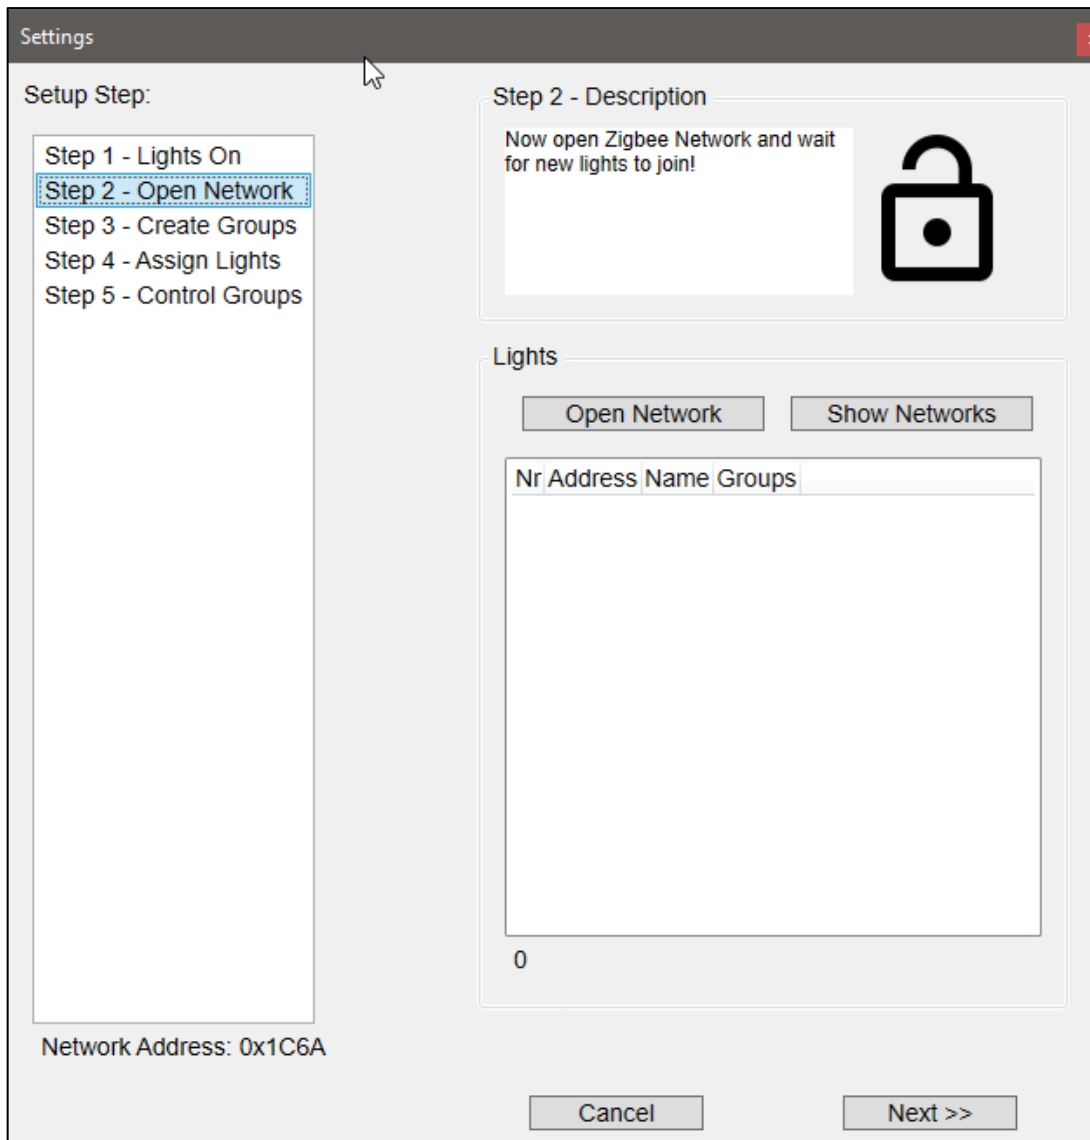 Settings
Setup Step:
Step 1 - Lights On
Step 2 - Open Network
Step 3 - Create Groups
Step 4 - Assign Lights
Step 5 - Control Groups
Network Address: 0x1C6A
Step 2 - Description
Now open Zigbee Network and wait
for new lights to join!
Lights
Open Network Show Networks
Nr Address Name Groups
0
Cancel Next >>